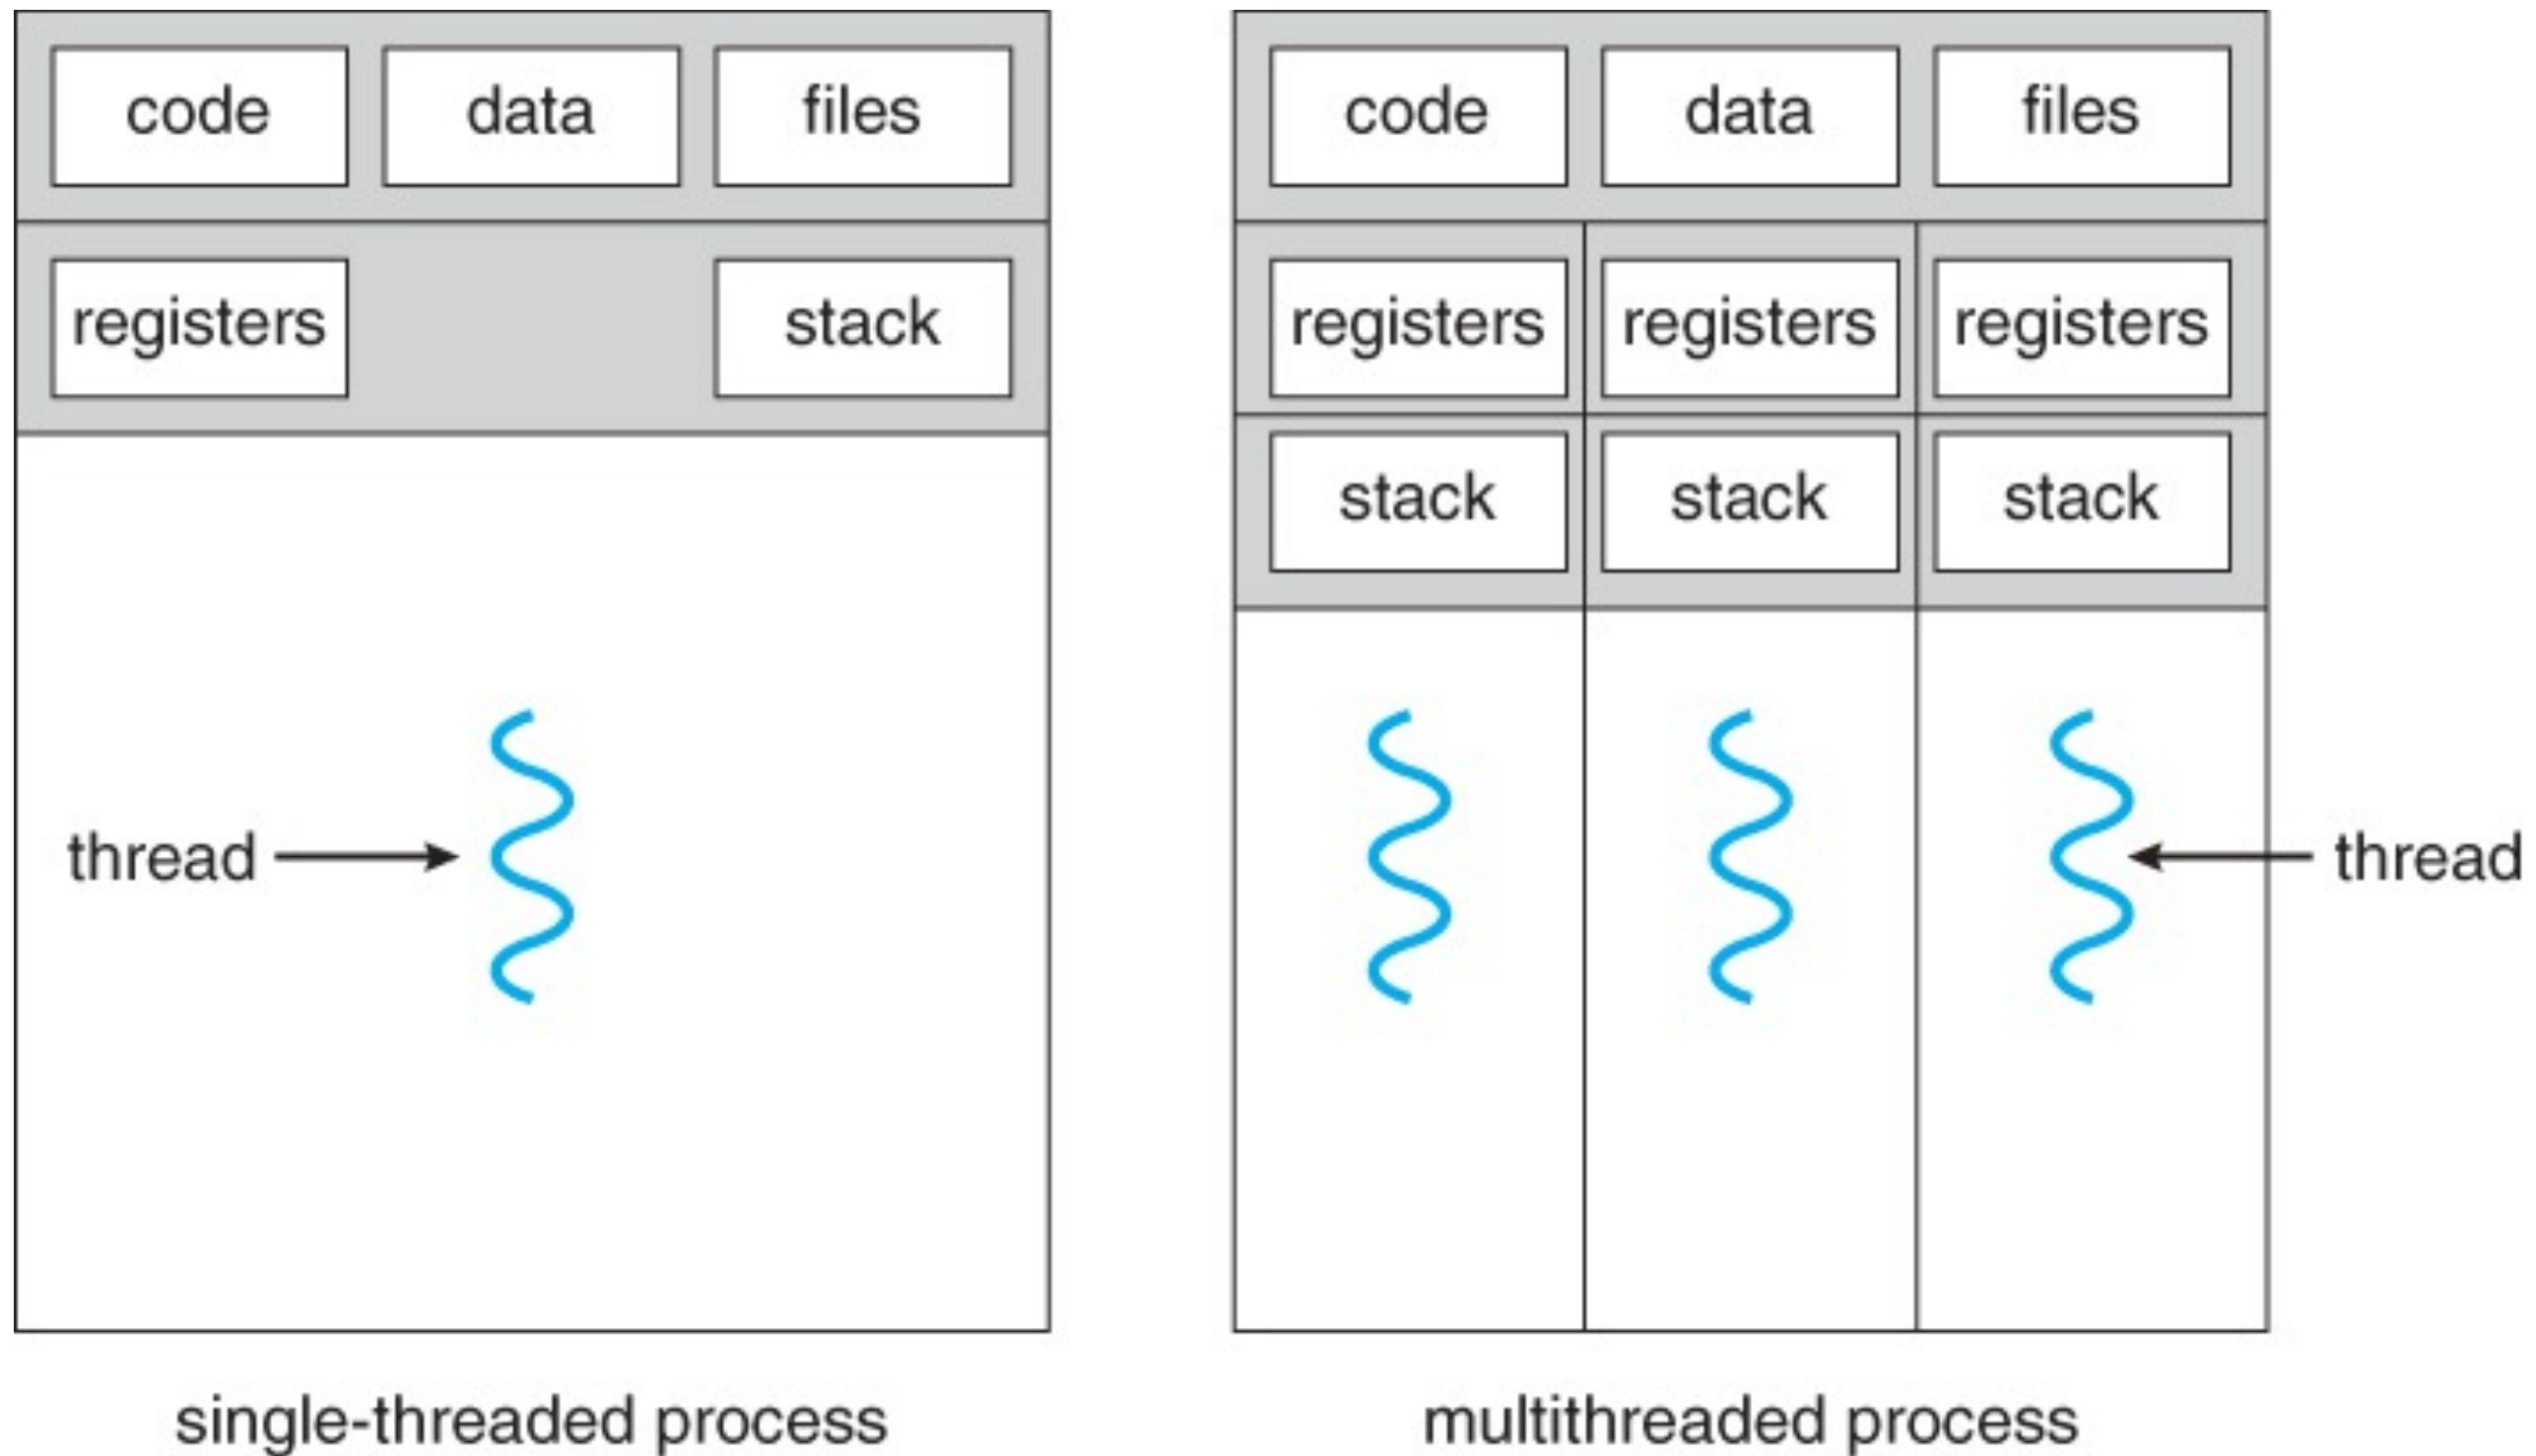 code data files
registers stack
thread
single-threaded process
code data files
registers registers registers
stack stack stack
thread
multithreaded process